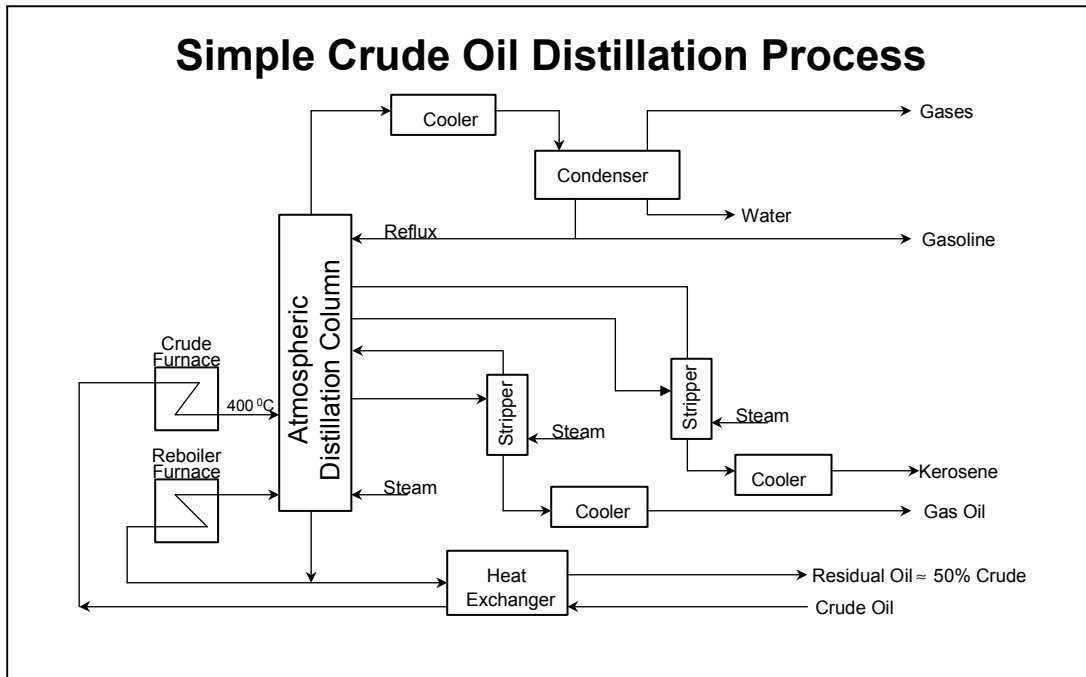 Simple Crude Oil Distillation Process
Cooler
Gases
Condenser
Water
Reflux
Gasoline
Atmospheric
Distillation Column
Crude
Furnace
400 ⁰C
Stripper
Steam
Stripper
Steam
Reboiler
Furnace
Steam
Cooler
Kerosene
Cooler
Gas Oil
Heat
Exchanger
Residual Oil ≈ 50% Crude
Crude Oil